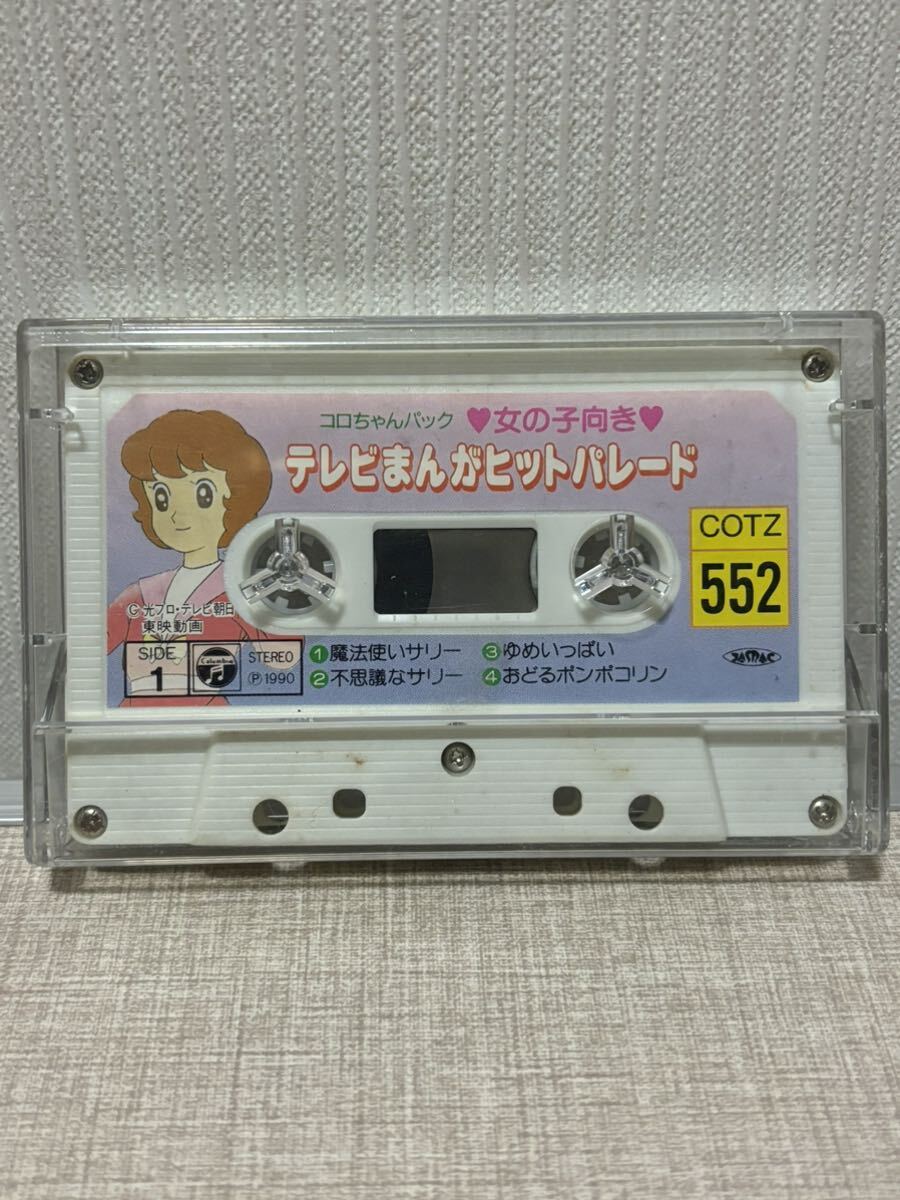 コロちゃんパック ♥女の子向き♥
テレビまんがヒットパレード
COTZ
552
© 光プロ・テレビ朝日
東映動画
SIDE
1
Columbia
STEREO
Ⓟ1990
1 魔法使いサリー
2 不思議なサリー
3 ゆめいっぱい
4 おどるポンポコリン